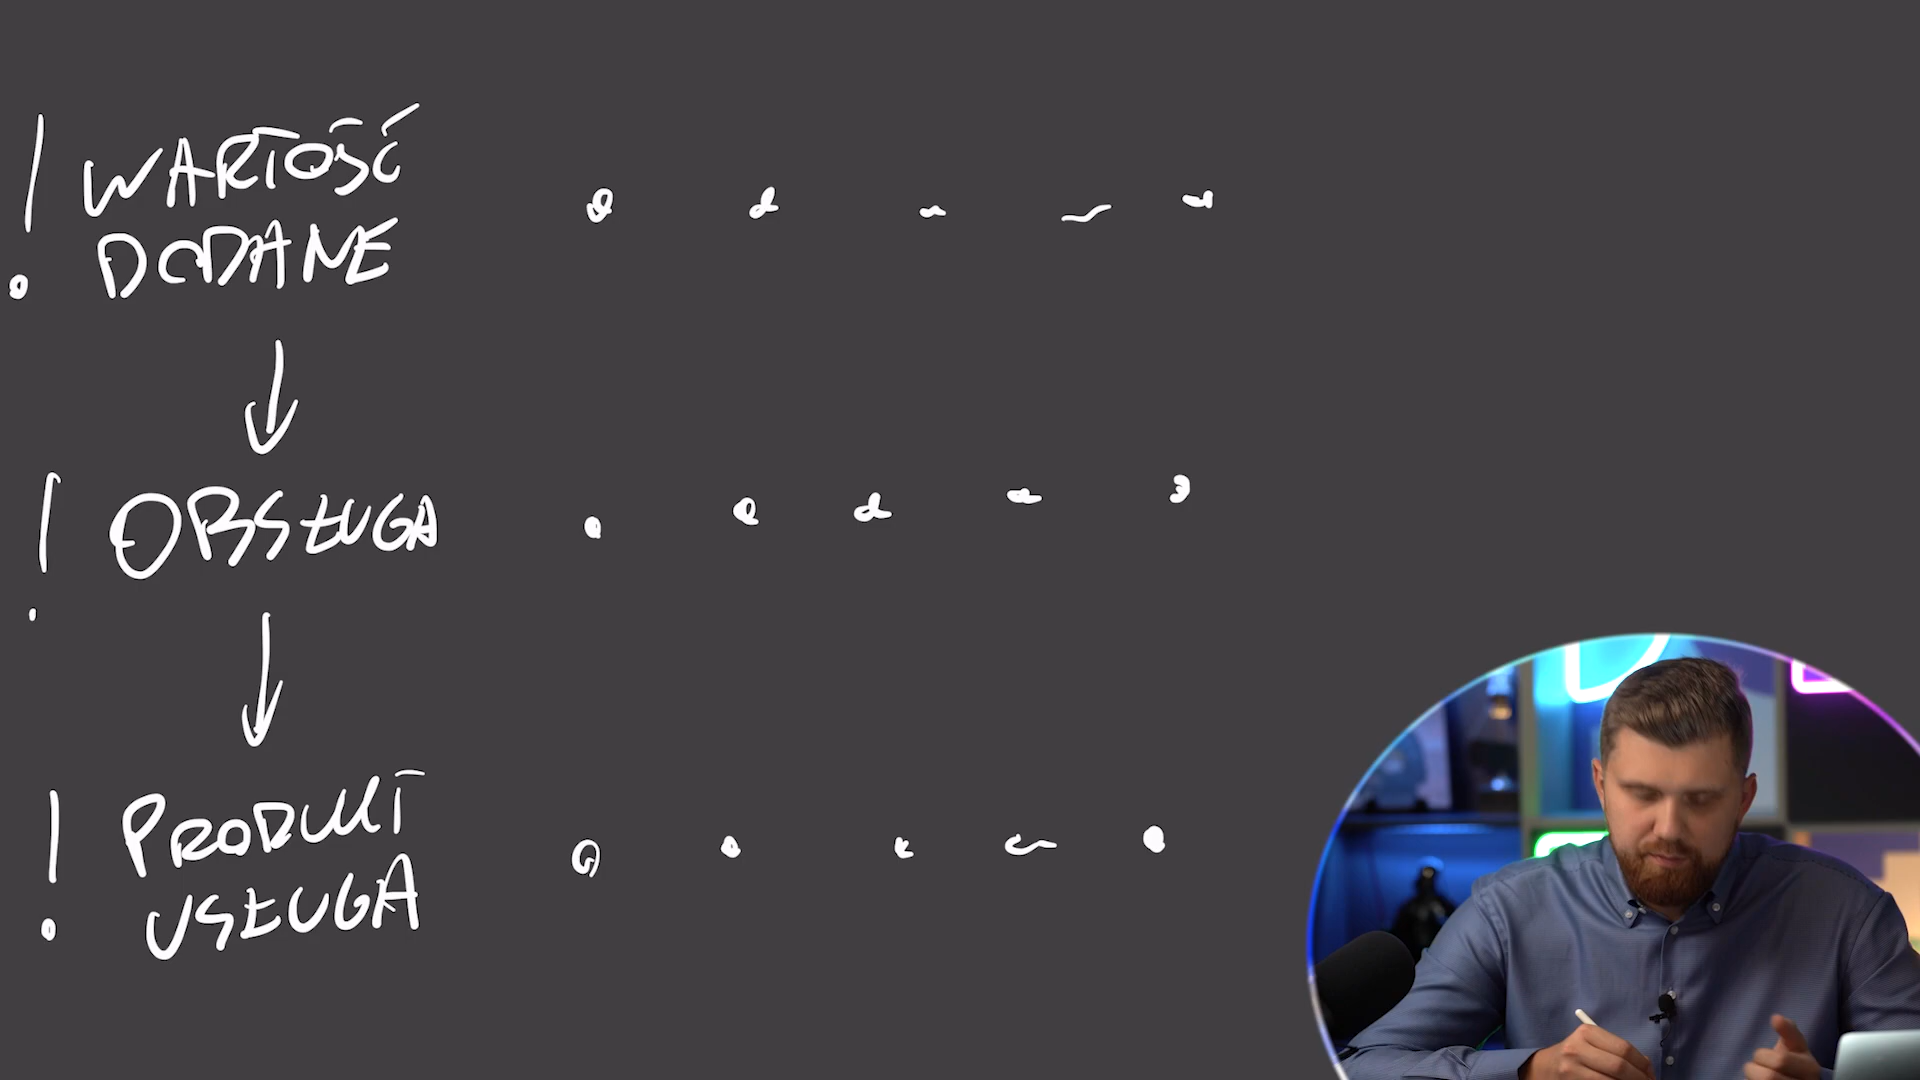 ! WARTOŚĆ
DODANE
! OBSŁUGA
! PRODUKT
USŁUGA